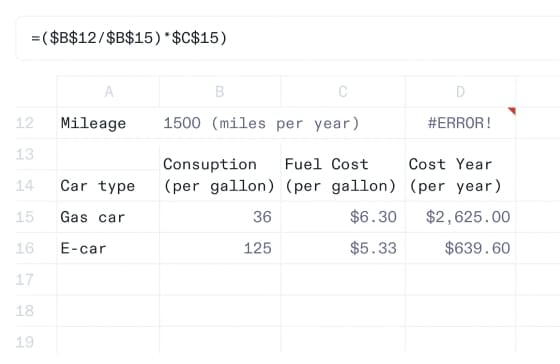 =($B$12/$B$15)*$C$15)
A B C D
12 Mileage 1500 (miles per year) #ERROR!
13
Consuption Fuel Cost Cost Year
14 Car type (per gallon) (per gallon) (per year)
15 Gas car 36 $6.30 $2,625.00
16 E-car 125 $5.33 $639.60
17
18
19